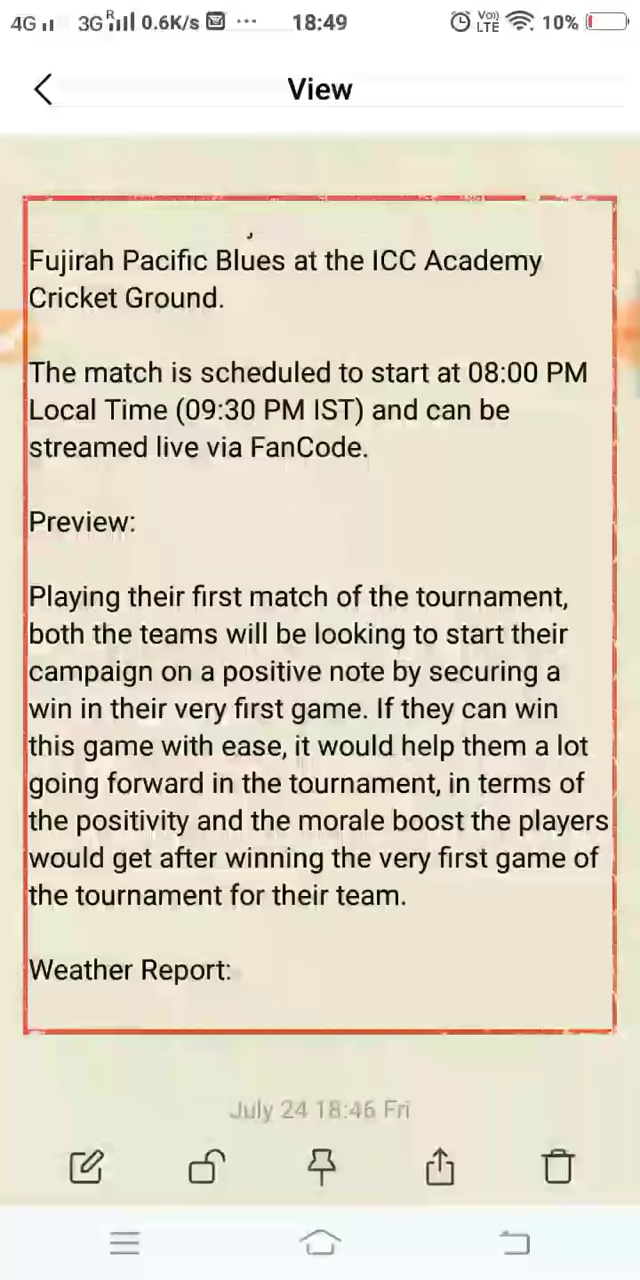 4G 3G R 0.6K/s ... 18:49 Vo)) LTE 10%
View
Fujirah Pacific Blues at the ICC Academy
Cricket Ground.
The match is scheduled to start at 08:00 PM
Local Time (09:30 PM IST) and can be
streamed live via FanCode.
Preview:
Playing their first match of the tournament,
both the teams will be looking to start their
campaign on a positive note by securing a
win in their very first game. If they can win
this game with ease, it would help them a lot
going forward in the tournament, in terms of
the positivity and the morale boost the players
would get after winning the very first game of
the tournament for their team.
Weather Report:
July 24 18:46 Fri